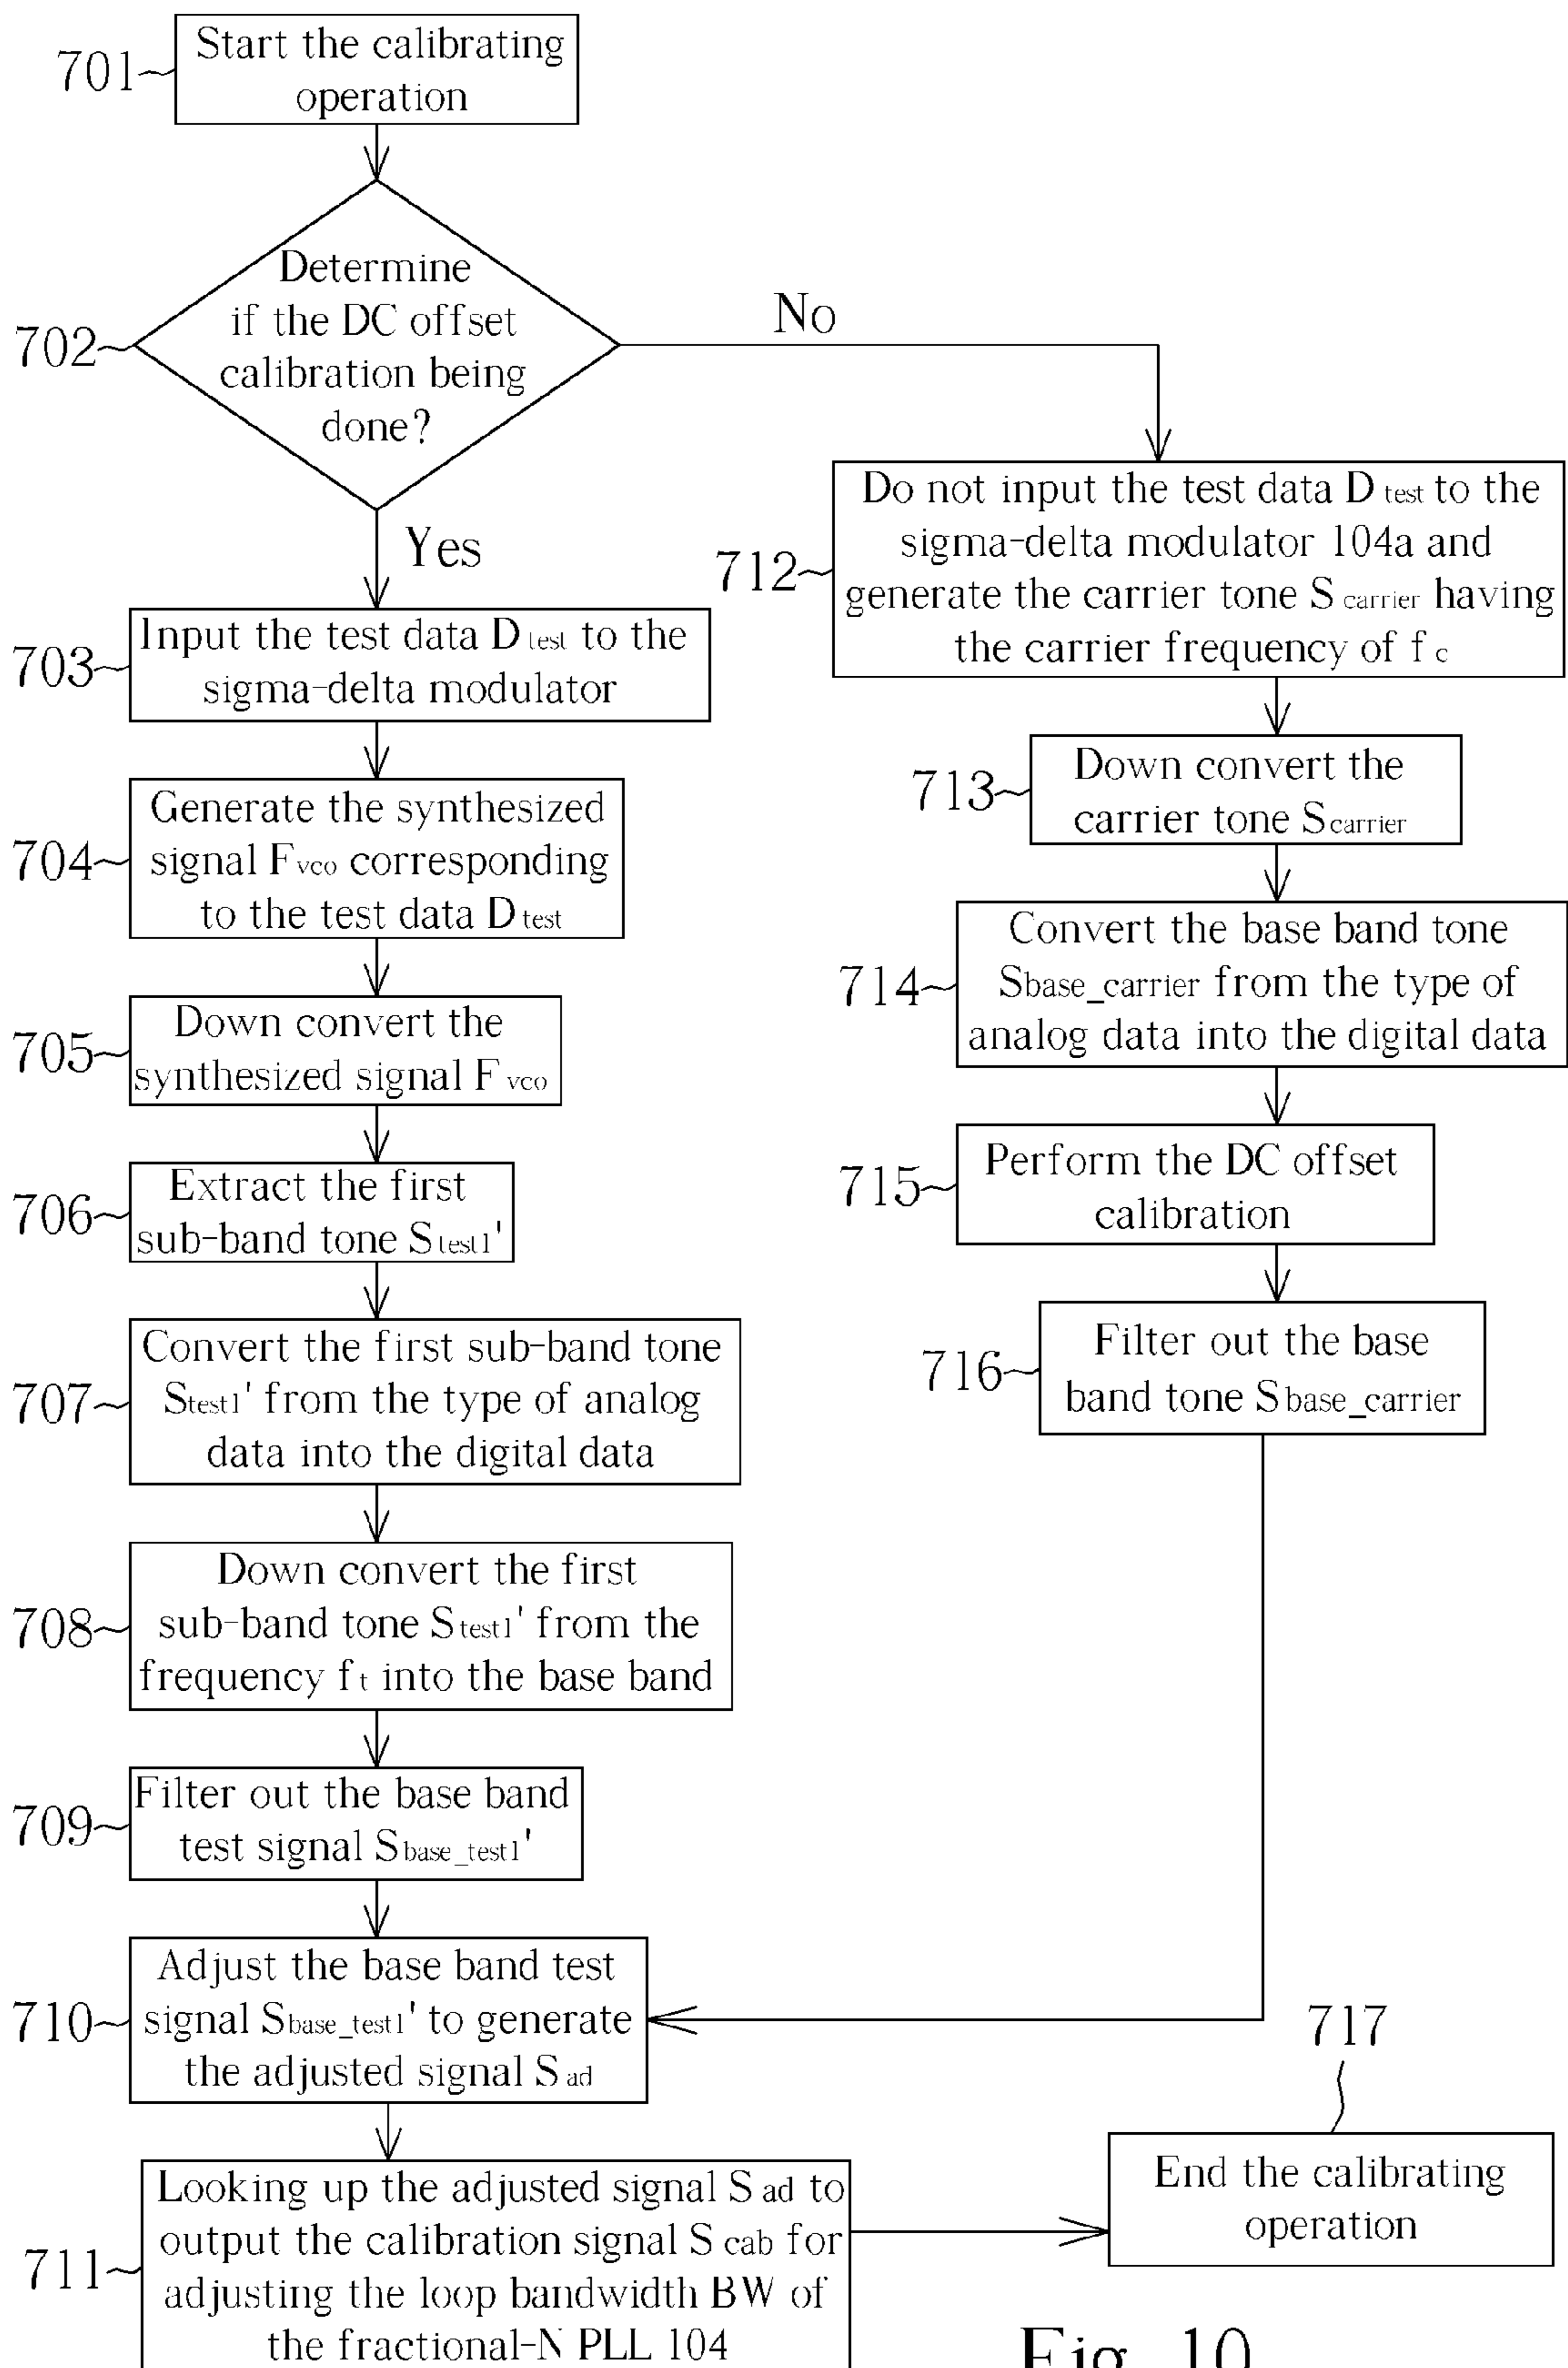 701
Start the calibrating
operation
702
Determine
if the DC offset
calibration being
done?
No
Yes
703
Input the test data D test to the
sigma-delta modulator
704
Generate the synthesized
signal F vco corresponding
to the test data D test
705
Down convert the
synthesized signal F vco
706
Extract the first
sub-band tone S test1'
707
Convert the first sub-band tone
S test1' from the type of analog
data into the digital data
708
Down convert the first
sub-band tone S test1' from the
frequency f t into the base band
709
Filter out the base band
test signal S base_test1'
710
Adjust the base band test
signal S base_test1' to generate
the adjusted signal S ad
711
Looking up the adjusted signal S ad to
output the calibration signal S cab for
adjusting the loop bandwidth BW of
the fractional-N PLL 104
712
Do not input the test data D test to the
sigma-delta modulator 104a and
generate the carrier tone S carrier having
the carrier frequency of f c
713
Down convert the
carrier tone S carrier
714
Convert the base band tone
S base_carrier from the type of
analog data into the digital data
715
Perform the DC offset
calibration
716
Filter out the base
band tone S base_carrier
717
End the calibrating
operation
Fig. 10